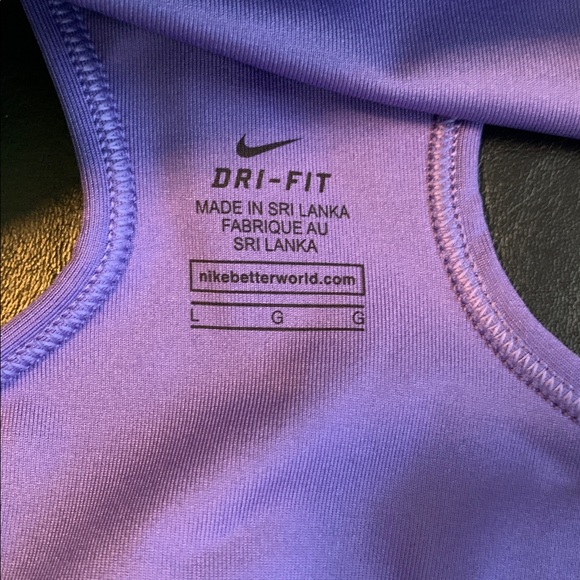 DRI-FIT
MADE IN SRI LANKA
FABRIQUE AU
SRI LANKA
nikebetterworld.com
L G G